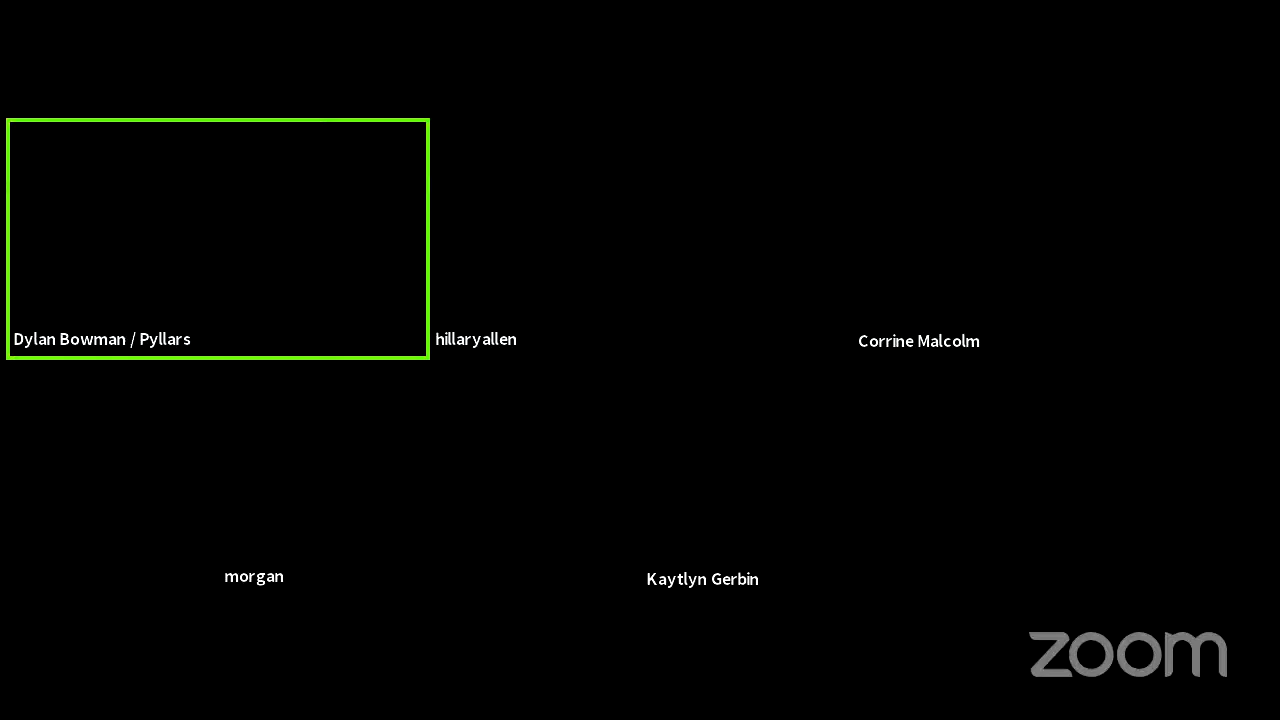 Dylan Bowman / Pyllars
hillaryallen
Corrine Malcolm
morgan
Kaytlyn Gerbin
zoom